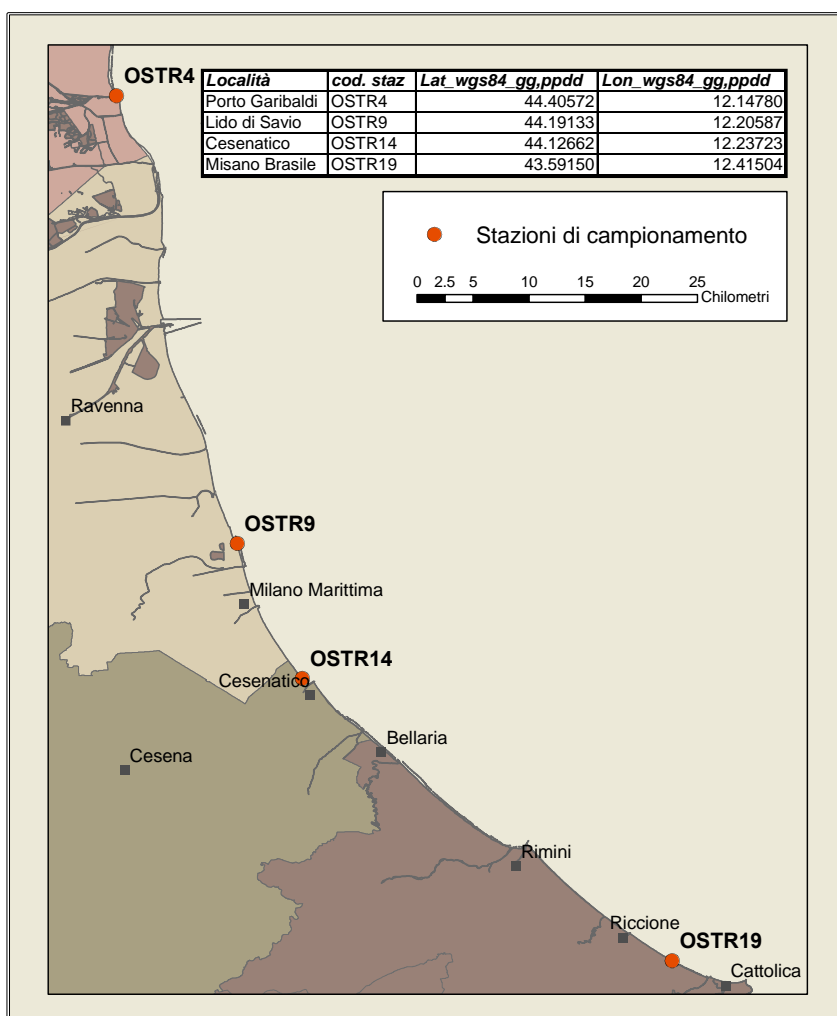 OSTR4
Località cod. staz Lat_wgs84_gg,ppdd Lon_wgs84_gg,ppdd
Porto Garibaldi OSTR4 44.40572 12.14780
Lido di Savio OSTR9 44.19133 12.20587
Cesenatico OSTR14 44.12662 12.23723
Misano Brasile OSTR19 43.59150 12.41504
Stazioni di campionamento
0 2.5 5 10 15 20 25
Chilometri
Ravenna
OSTR9
Milano Marittima
OSTR14
Cesenatico
Bellaria
Cesena
Rimini
Riccione
OSTR19
Cattolica